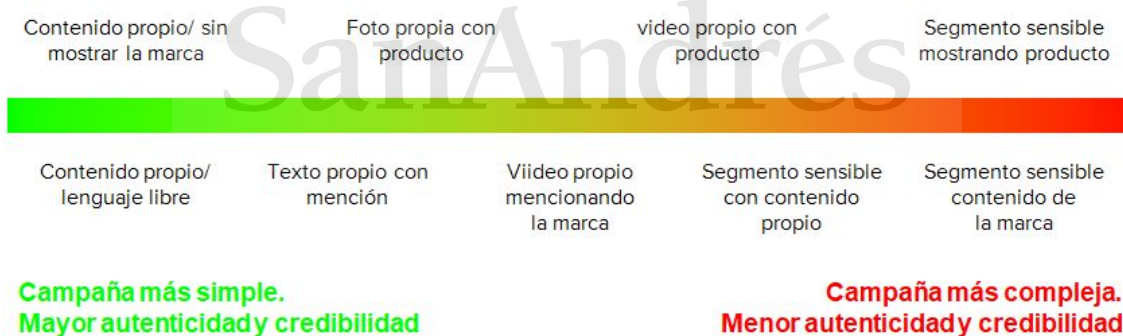 Contenido propio/ sin
mostrar la marca
Foto propia con
producto
video propio con
producto
Segmento sensible
mostrando producto
SanAndrés
Contenido propio/
lenguaje libre
Texto propio con
mención
Viideo propio
mencionando
la marca
Segmento sensible
con contenido
propio
Segmento sensible
contenido de
la marca
Campaña más simple.
Mayor autenticidad y credibilidad
Campaña más compleja.
Menor autenticidad y credibilidad